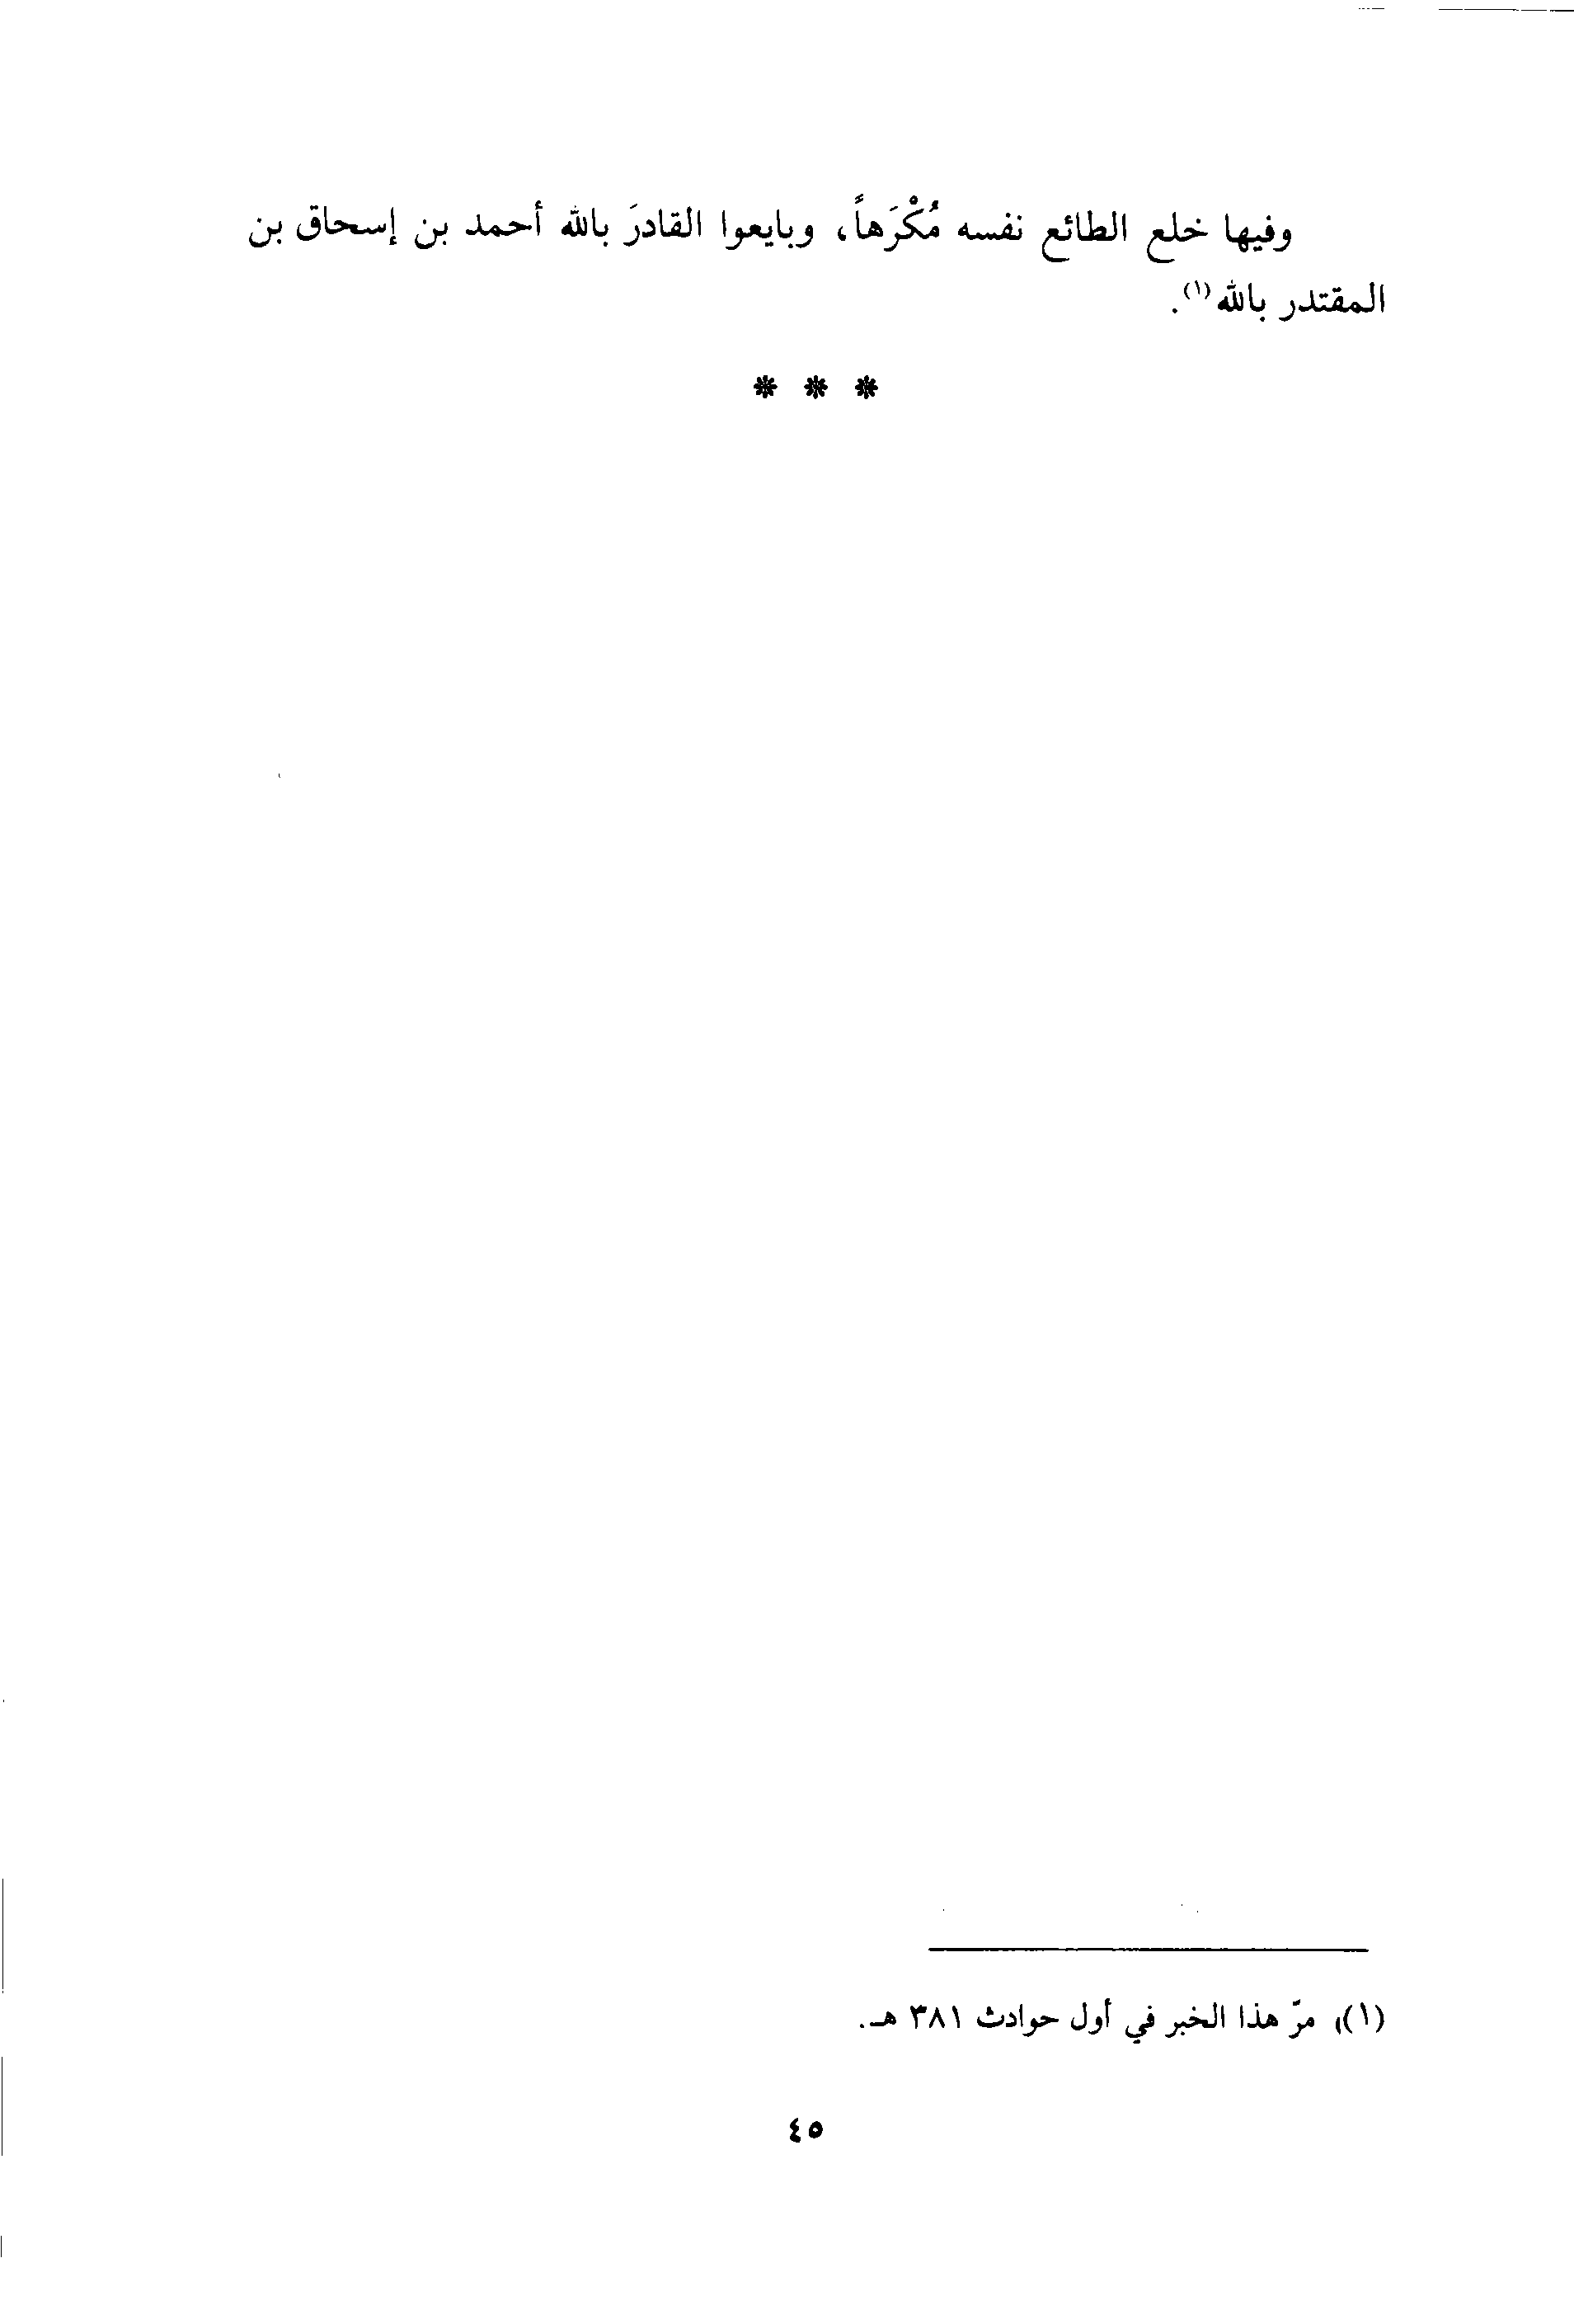 وفيها خلع الطائع نفسه مُكْرَهاً، وبايعوا القادرَ بالله أحمد بن إسحاق بن
المقتدر بالله(١).
* * *
(١) مرّ هذا الخبر في أول حوادث ٣٨١ هـ.
٤٥